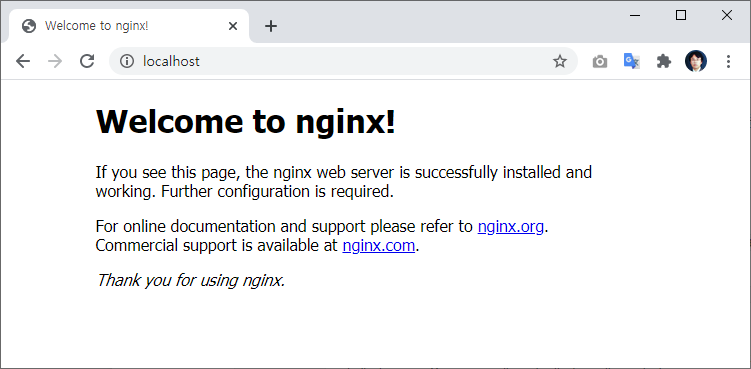 Welcome to nginx!
localhost
Welcome to nginx!
If you see this page, the nginx web server is successfully installed and
working. Further configuration is required.
For online documentation and support please refer to nginx.org.
Commercial support is available at nginx.com.
Thank you for using nginx.